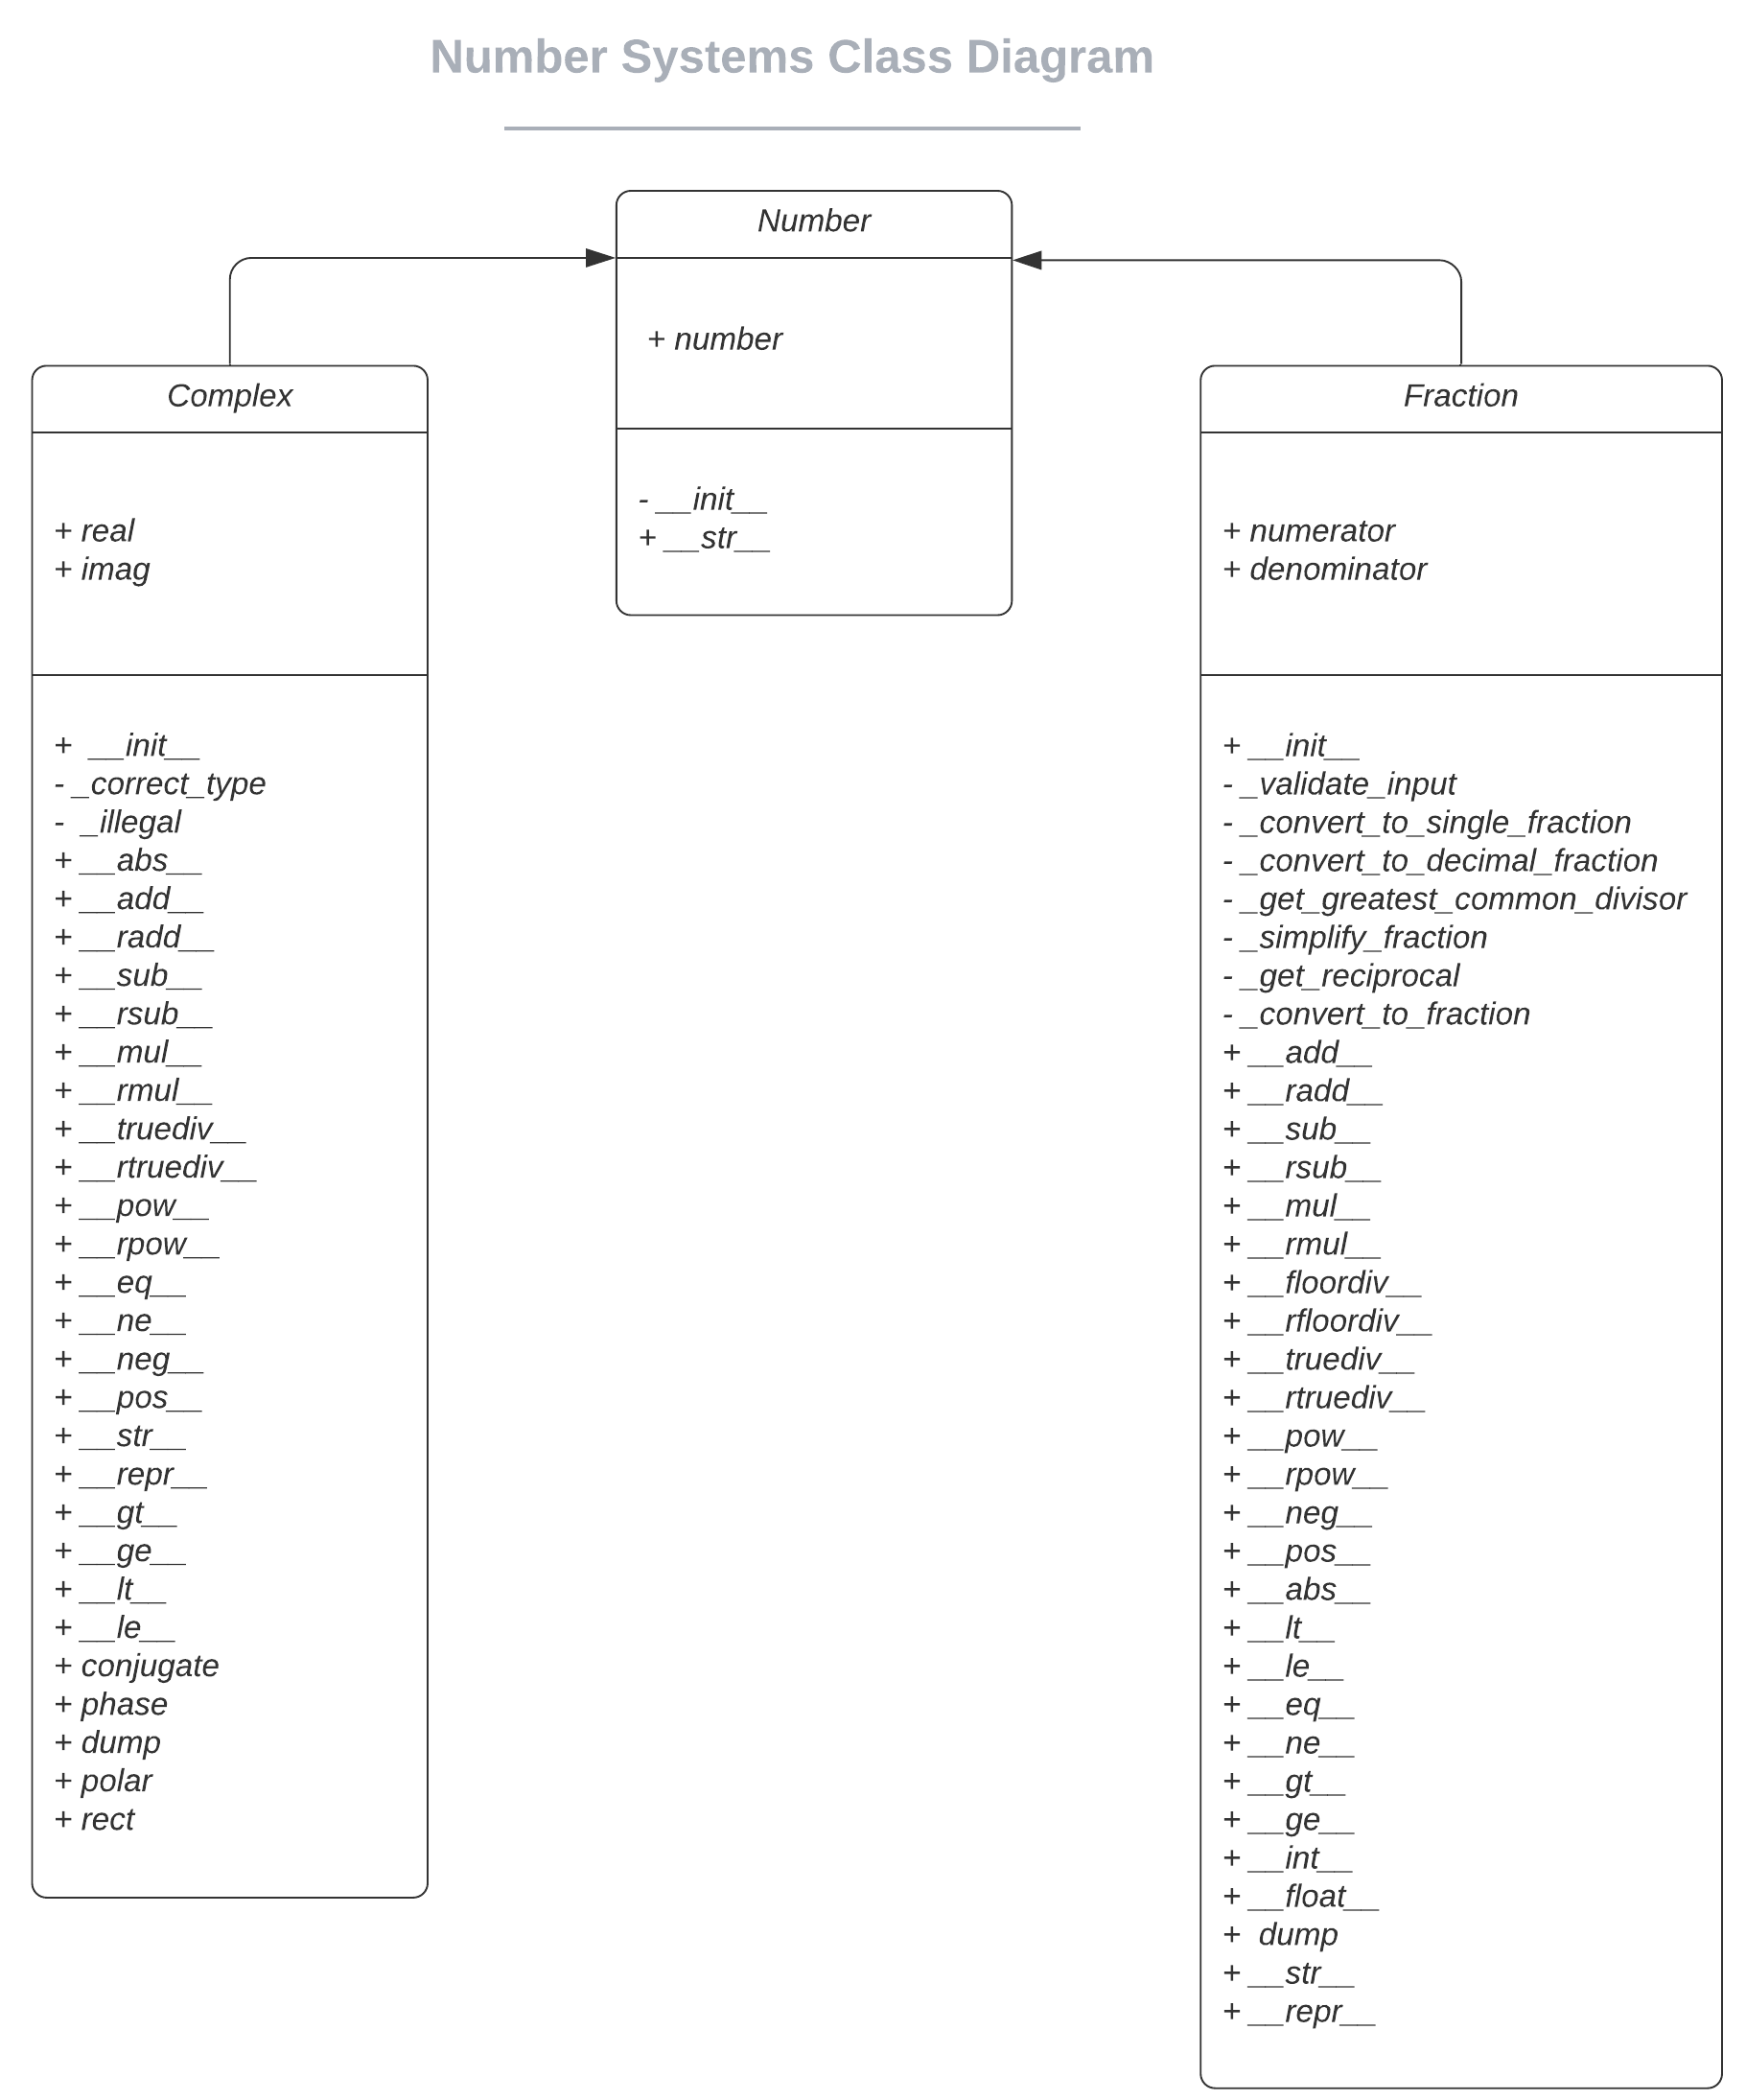 Number Systems Class Diagram
Number
+ number
- __init__
+ __str__
Complex
+ real
+ imag
+ __init__
- _correct_type
- _illegal
+ __abs__
+ __add__
+ __radd__
+ __sub__
+ __rsub__
+ __mul__
+ __rmul__
+ __truediv__
+ __rtruediv__
+ __pow__
+ __rpow__
+ __eq__
+ __ne__
+ __neg__
+ __pos__
+ __str__
+ __repr__
+ __gt__
+ __ge__
+ __lt__
+ __le__
+ conjugate
+ phase
+ dump
+ polar
+ rect
Fraction
+ numerator
+ denominator
+ __init__
- _validate_input
- _convert_to_single_fraction
- _convert_to_decimal_fraction
- _get_greatest_common_divisor
- _simplify_fraction
- _get_reciprocal
- _convert_to_fraction
+ __add__
+ __radd__
+ __sub__
+ __rsub__
+ __mul__
+ __rmul__
+ __floordiv__
+ __rfloordiv__
+ __truediv__
+ __rtruediv__
+ __pow__
+ __rpow__
+ __neg__
+ __pos__
+ __abs__
+ __lt__
+ __le__
+ __eq__
+ __ne__
+ __gt__
+ __ge__
+ __int__
+ __float__
+ dump
+ __str__
+ __repr__